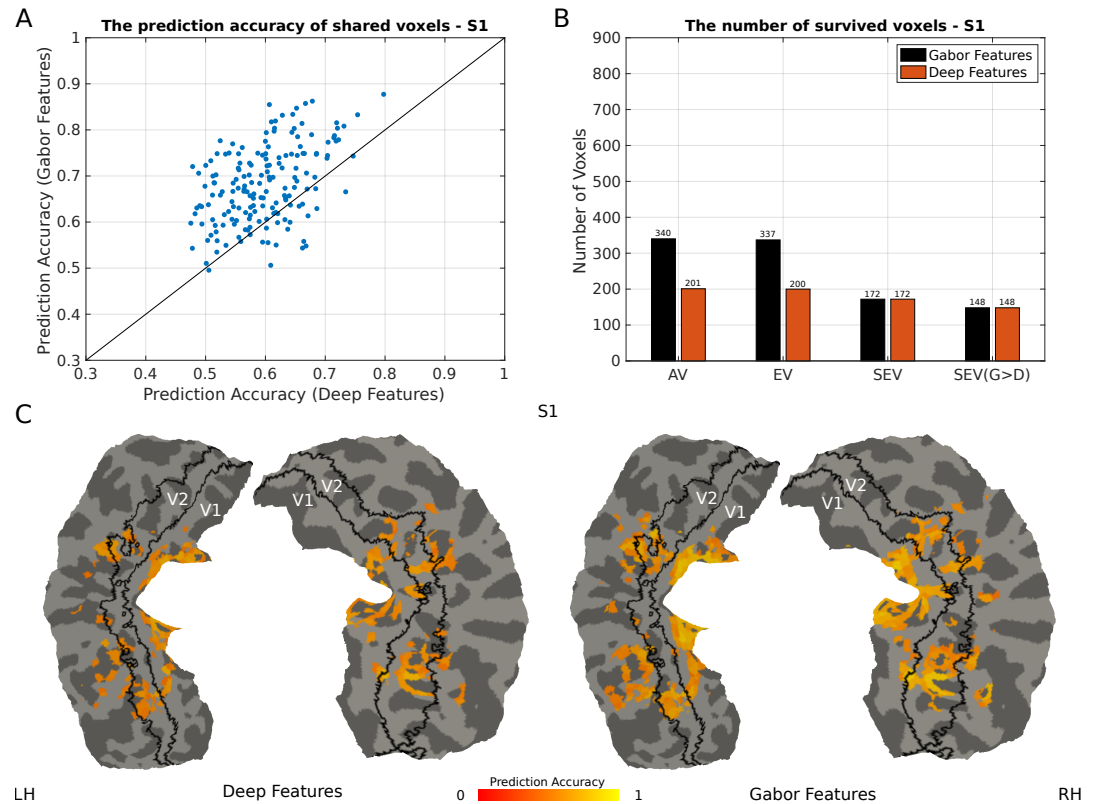 A
The prediction accuracy of shared voxels - S1
1
0.9
0.8
0.7
0.6
0.5
0.4
0.3
0.3 0.4 0.5 0.6 0.7 0.8 0.9 1
Prediction Accuracy (Gabor Features)
Prediction Accuracy (Deep Features)
B
The number of survived voxels - S1
900
800
700
600
500
400
300
200
100
0
Number of Voxels
Gabor Features
Deep Features
340 201 337 200 172 172 148 148
AV EV SEV SEV(G>D)
C
S1
V2 V1
V1 V2
V2 V1
V1 V2
LH
Deep Features
Prediction Accuracy
0 1
Gabor Features
RH